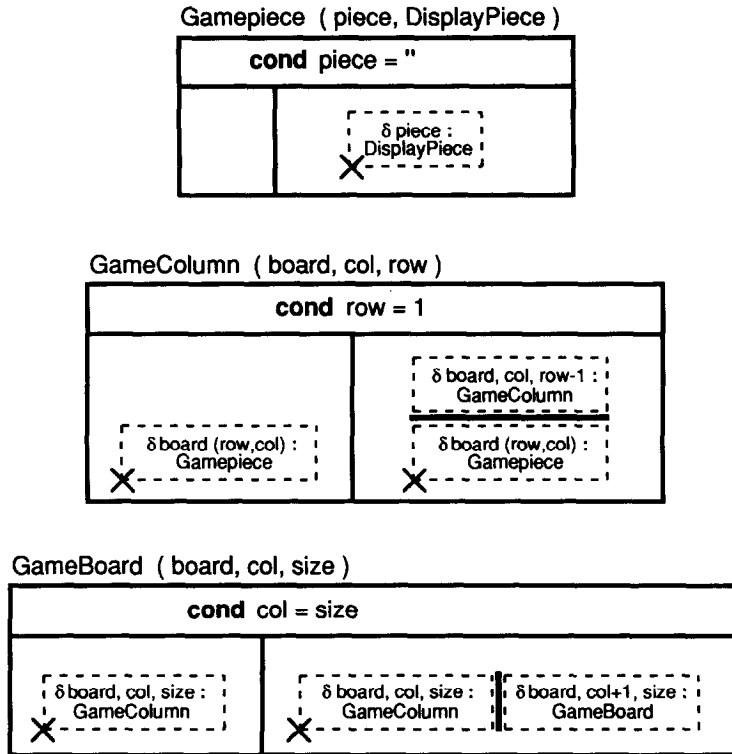 Gamepiece ( piece, DisplayPiece )
cond piece = "
δ piece :
DisplayPiece
GameColumn ( board, col, row )
cond row = 1
δ board (row,col) :
Gamepiece
δ board, col, row-1 :
GameColumn
δ board (row,col) :
Gamepiece
GameBoard ( board, col, size )
cond col = size
δ board, col, size :
GameColumn
δ board, col, size :
GameColumn
δ board, col+1, size :
GameBoard